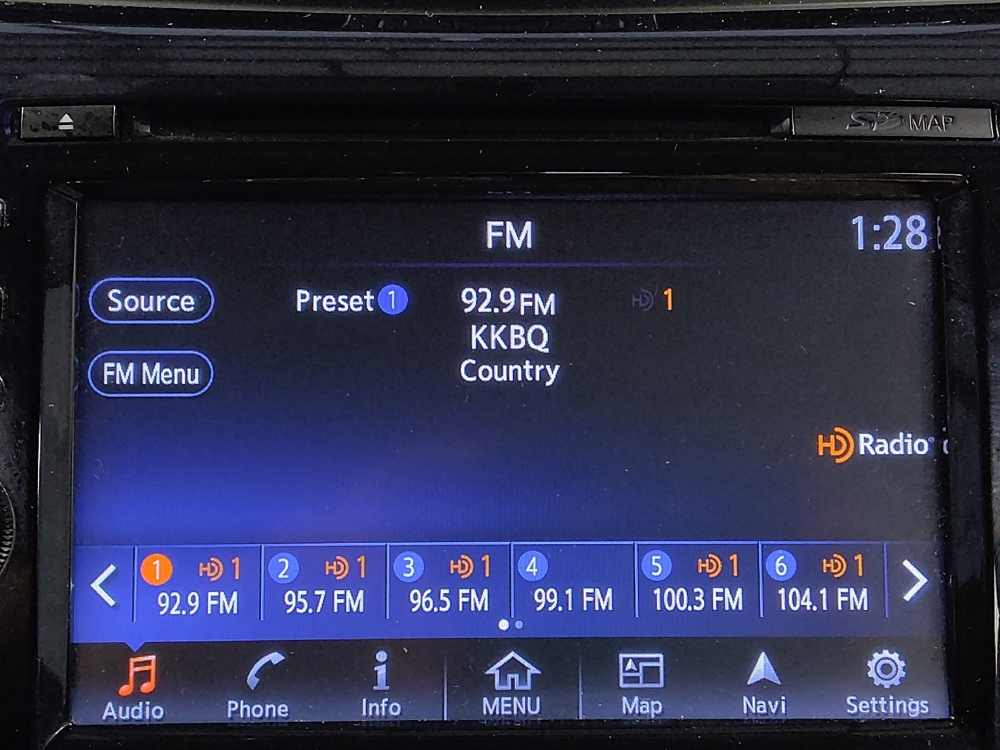 SD MAP
FM
1:28
Source
Preset 1
92.9 FM
HD 1
KKBQ
FM Menu
Country
HD Radio
1 HD 1
92.9 FM
2 HD 1
95.7 FM
3 HD 1
96.5 FM
4
99.1 FM
5 HD 1
100.3 FM
6 HD 1
104.1 FM
Audio
Phone
Info
MENU
Map
Navi
Settings